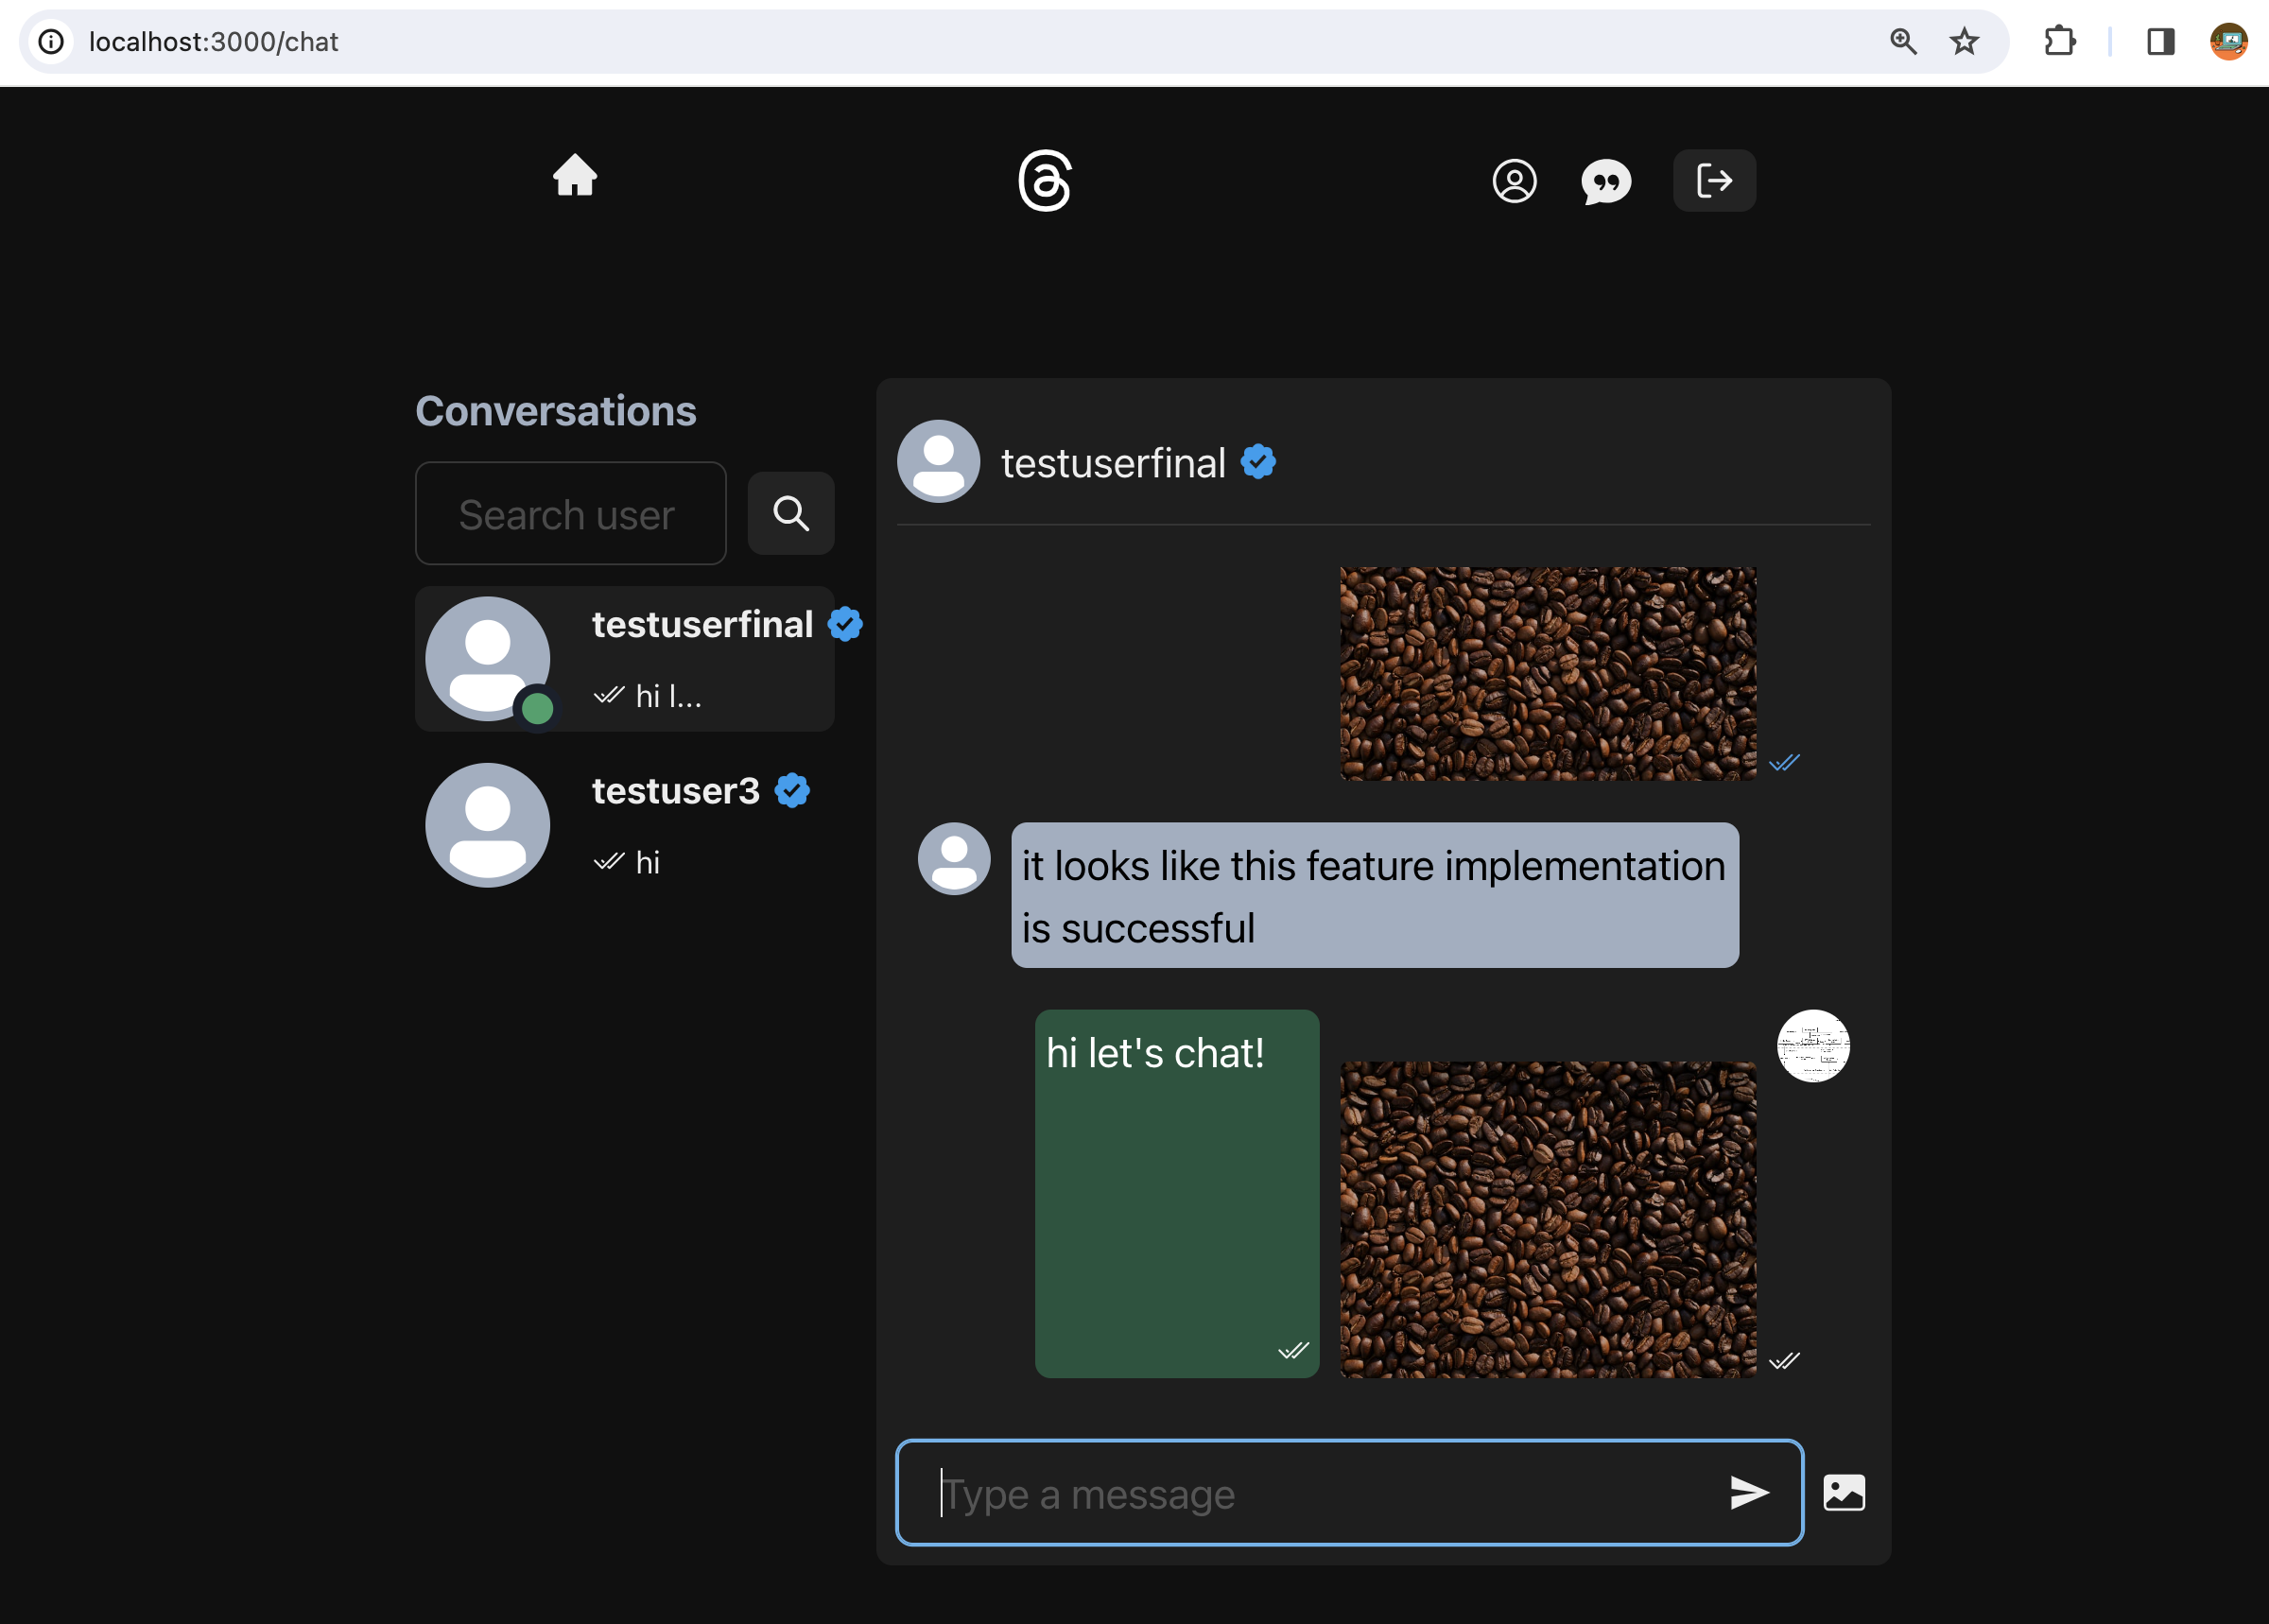 localhost:3000/chat
Conversations
Search user
testuserfinal
hi l...
testuser3
hi
testuserfinal
it looks like this feature implementation
is successful
hi let's chat!
Type a message